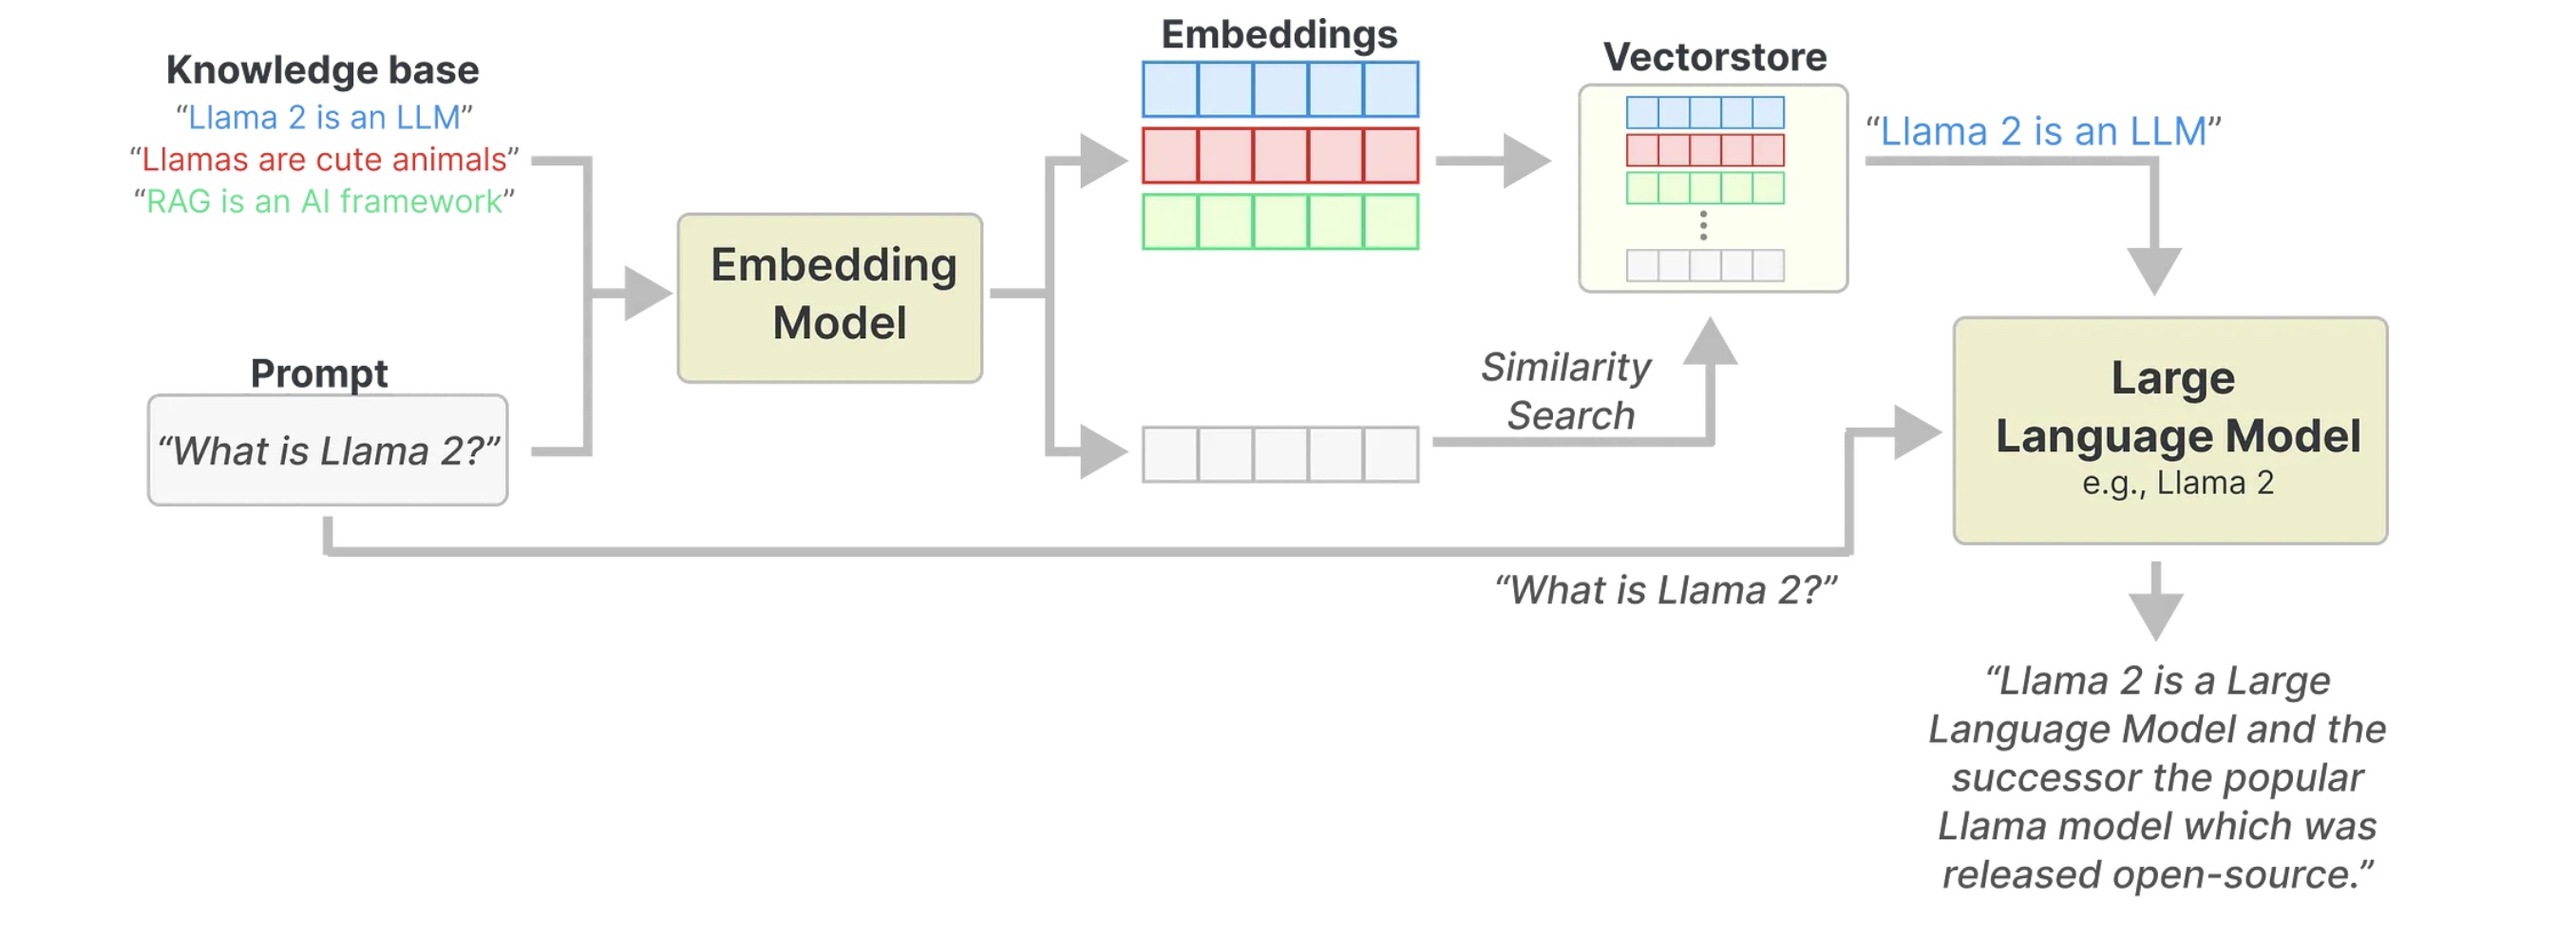 Knowledge base
“Llama 2 is an LLM”
“Llamas are cute animals”
“RAG is an AI framework”
Prompt
“What is Llama 2?”
Embedding
Model
Embeddings
Similarity
Search
Vectorstore
“Llama 2 is an LLM”
“What is Llama 2?”
Large
Language Model
e.g., Llama 2
“Llama 2 is a Large
Language Model and the
successor the popular
Llama model which was
released open-source.”